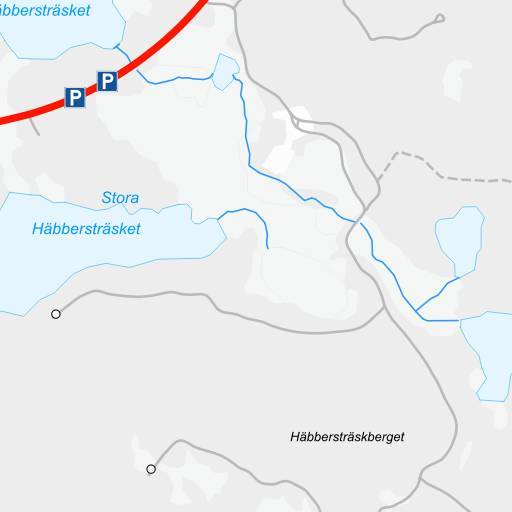 äbbersträsket
P
P
Stora
Häbbersträsket
Häbbersträskberget